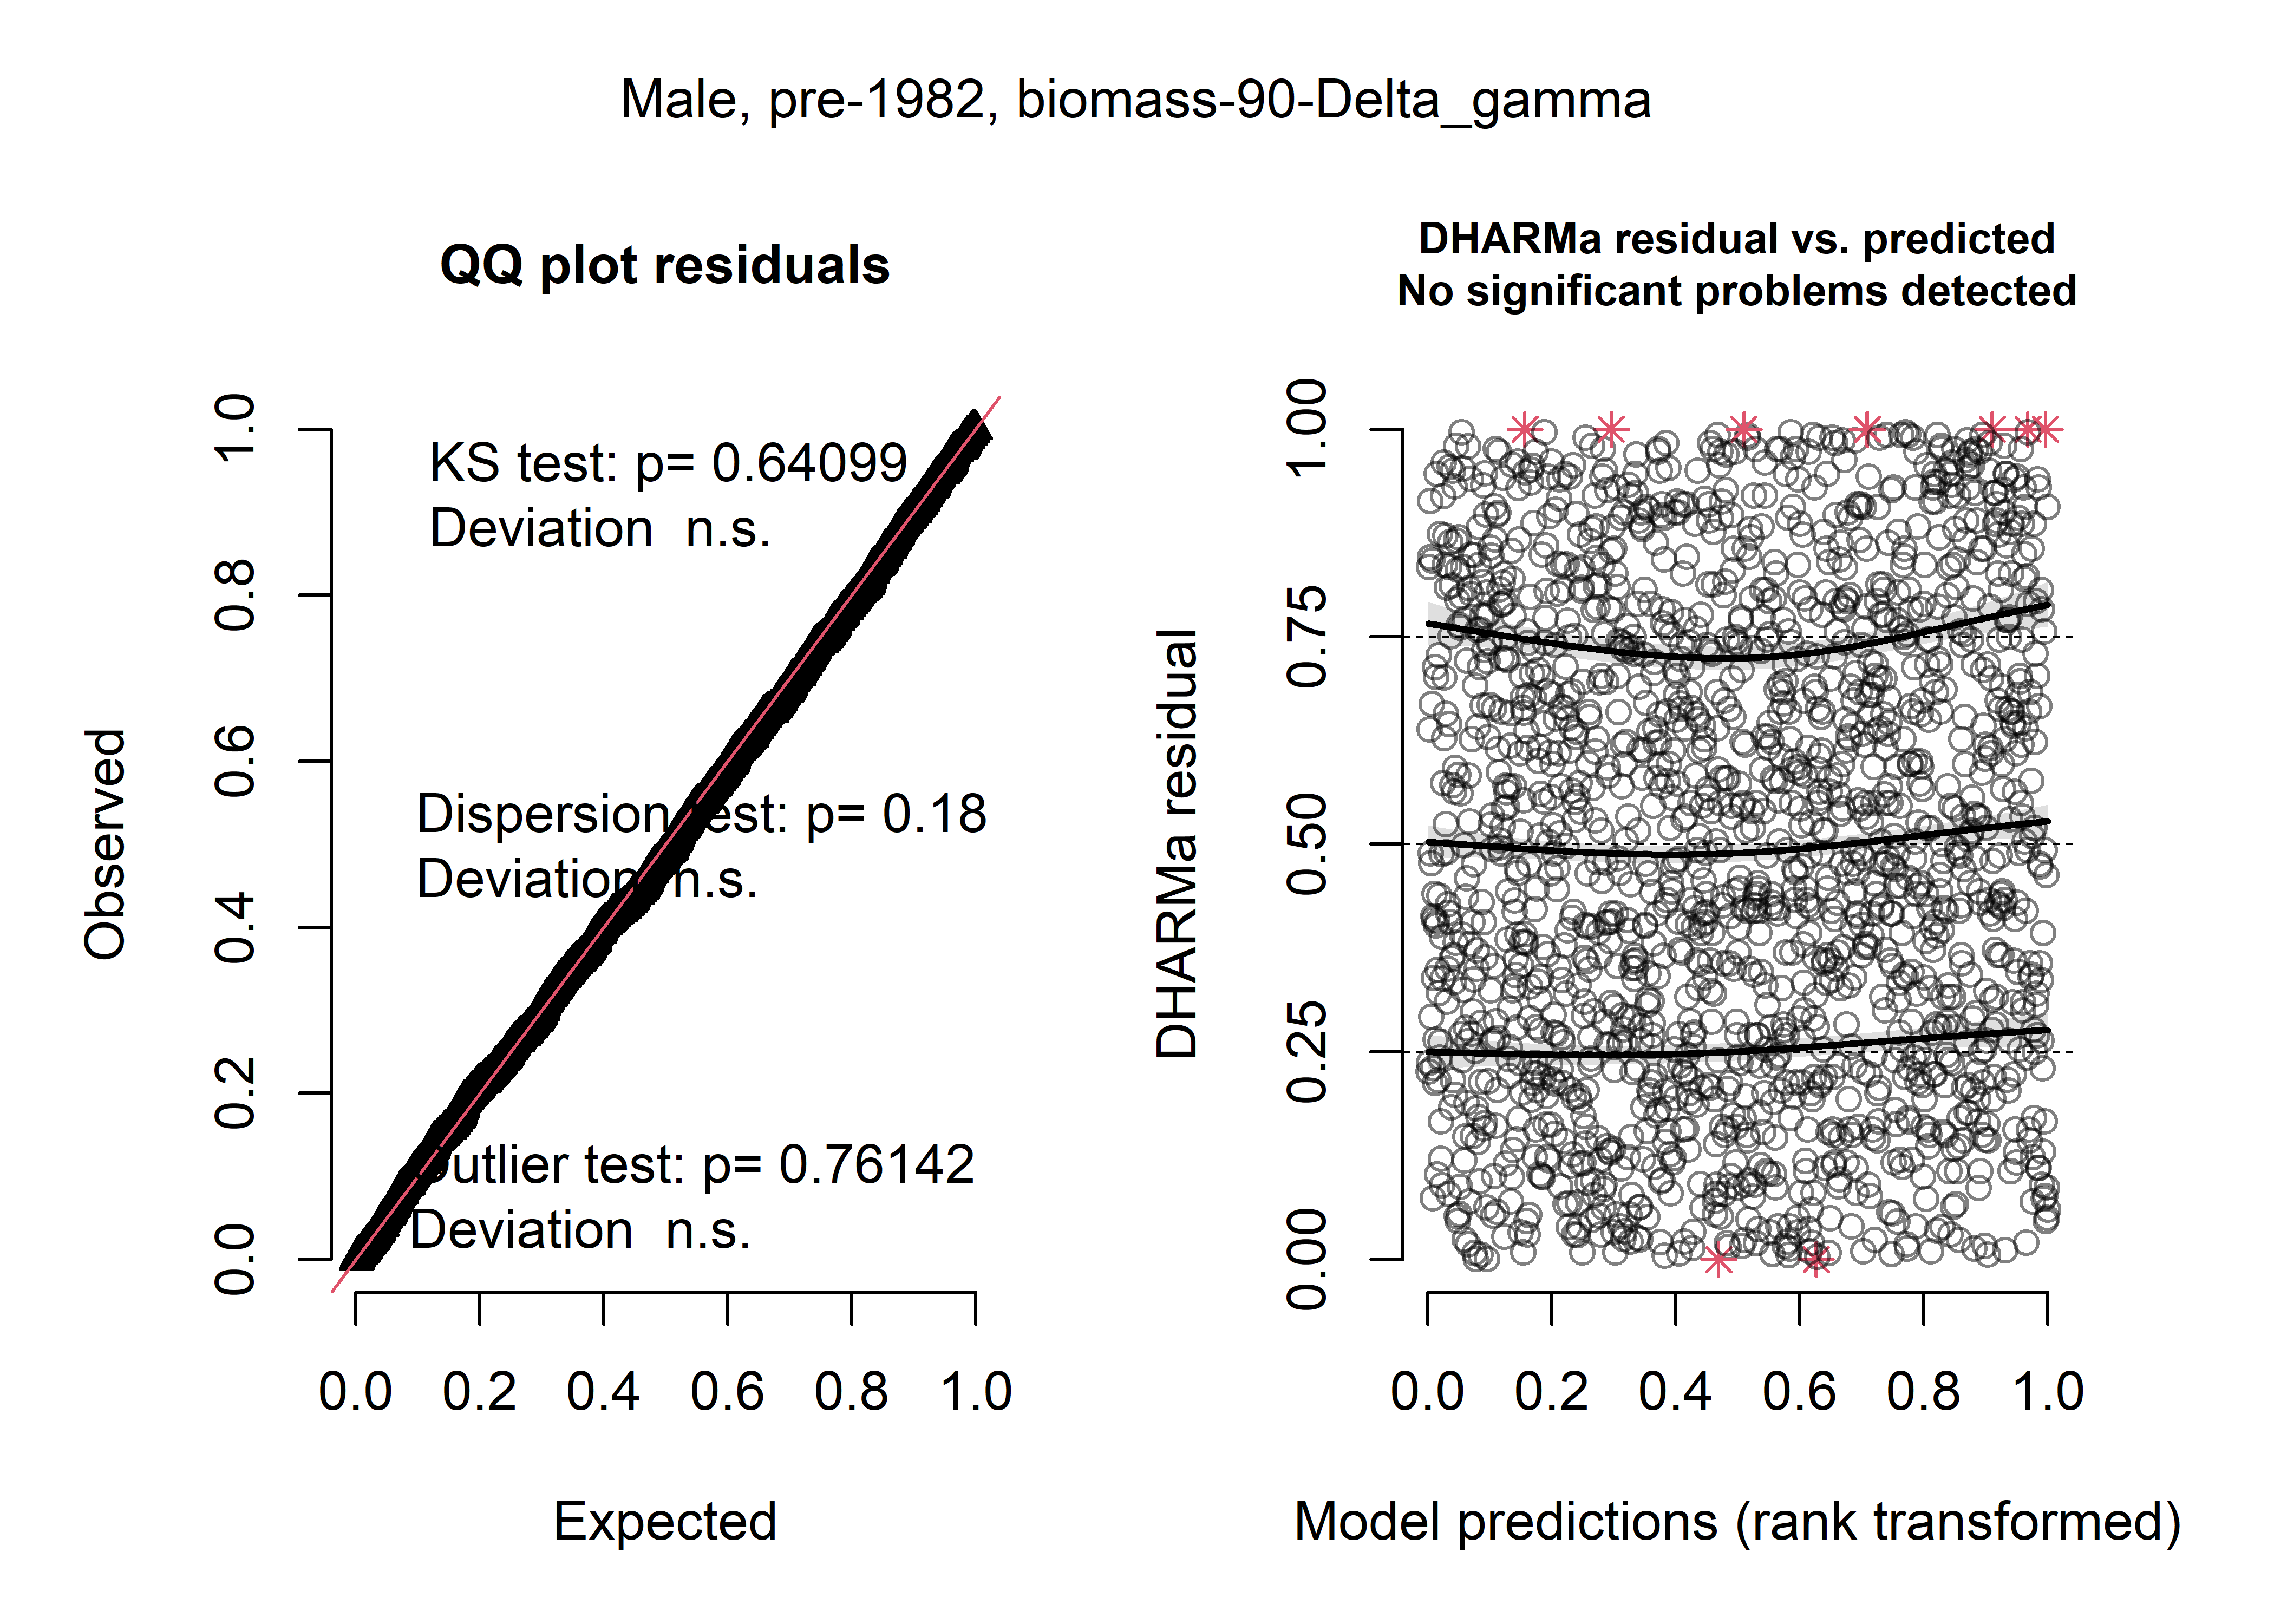 Male, pre-1982, biomass-90-Delta_gamma
QQ plot residuals
KS test: p= 0.64099
Deviation n.s.
Dispersion test: p= 0.18
Deviation n.s.
Outlier test: p= 0.76142
Deviation n.s.
Observed
0.0 0.2 0.4 0.6 0.8 1.0
0.0 0.2 0.4 0.6 0.8 1.0
Expected
DHARMa residual vs. predicted
No significant problems detected
DHARMa residual
0.00 0.25 0.50 0.75 1.00
0.0 0.2 0.4 0.6 0.8 1.0
Model predictions (rank transformed)